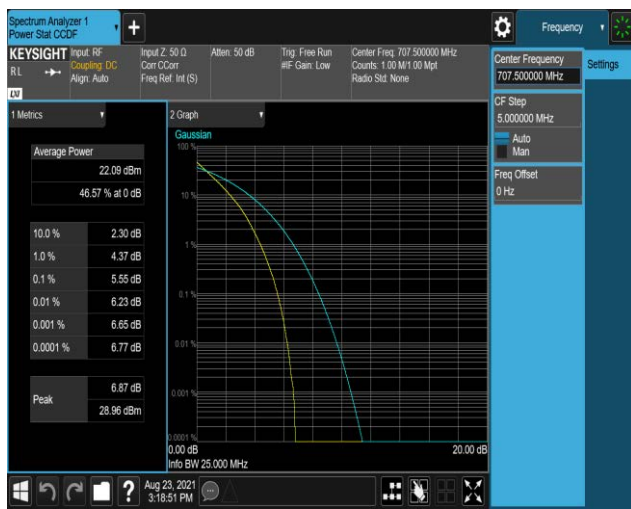 Spectrum Analyzer 1
Power Stat CCDF
+
Frequency
KEYSIGHT
Input: RF
Coupling: DC
Align: Auto
RL
LXI
Input Z: 50 Ω
Corr CCorr
Freq Ref: Int (S)
Atten: 50 dB
Trig: Free Run
#IF Gain: Low
Center Freq: 707.500000 MHz
Counts: 1.00 M/1.00 Mpt
Radio Std: None
Center Frequency
707.500000 MHz
Settings
CF Step
5.000000 MHz
Auto
Man
Freq Offset
0 Hz
1 Metrics
Average Power
22.09 dBm
46.57 % at 0 dB
10.0 % 2.30 dB
1.0 % 4.37 dB
0.1 % 5.55 dB
0.01 % 6.23 dB
0.001 % 6.65 dB
0.0001 % 6.77 dB
Peak
6.87 dB
28.96 dBm
2 Graph
Gaussian
100 %
10 %
1 %
0.1 %
0.01 %
0.001 %
0.0001 %
0.00 dB 20.00 dB
Info BW 25.000 MHz
?
Aug 23, 2021
3:18:51 PM